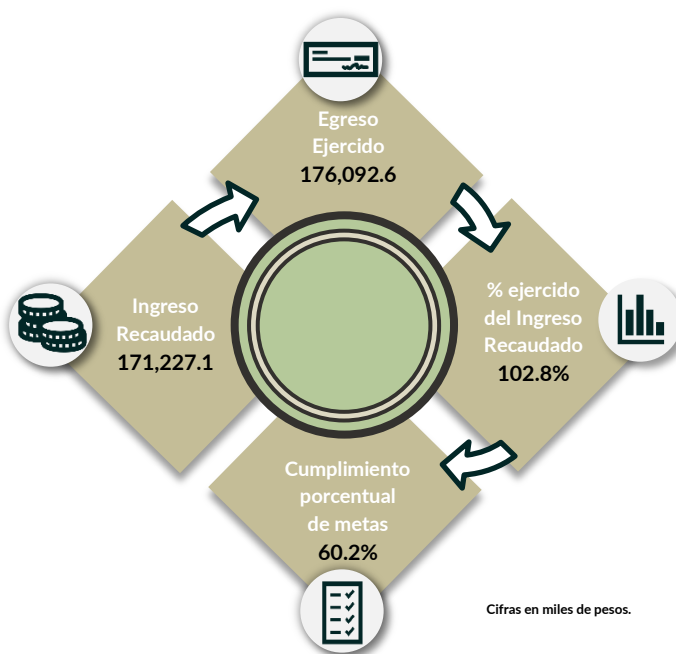 Egreso
Ejercido
176,092.6
Ingreso
Recaudado
171,227.1
% ejercido
del Ingreso
Recaudado
102.8%
Cumplimiento
porcentual
de metas
60.2%
Cifras en miles de pesos.